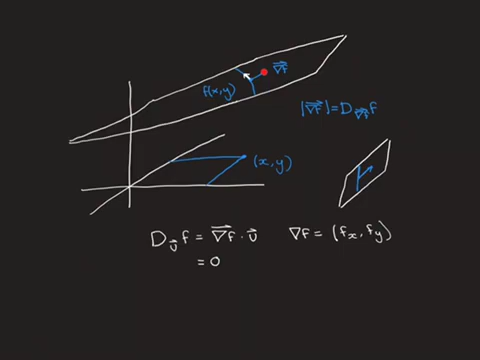 ∇⃗f
f(x,y)
|∇⃗f| = D_∇⃗f f
(x,y)
D_u⃗ f = ∇⃗f · u⃗
∇f = (f_x, f_y)
= 0